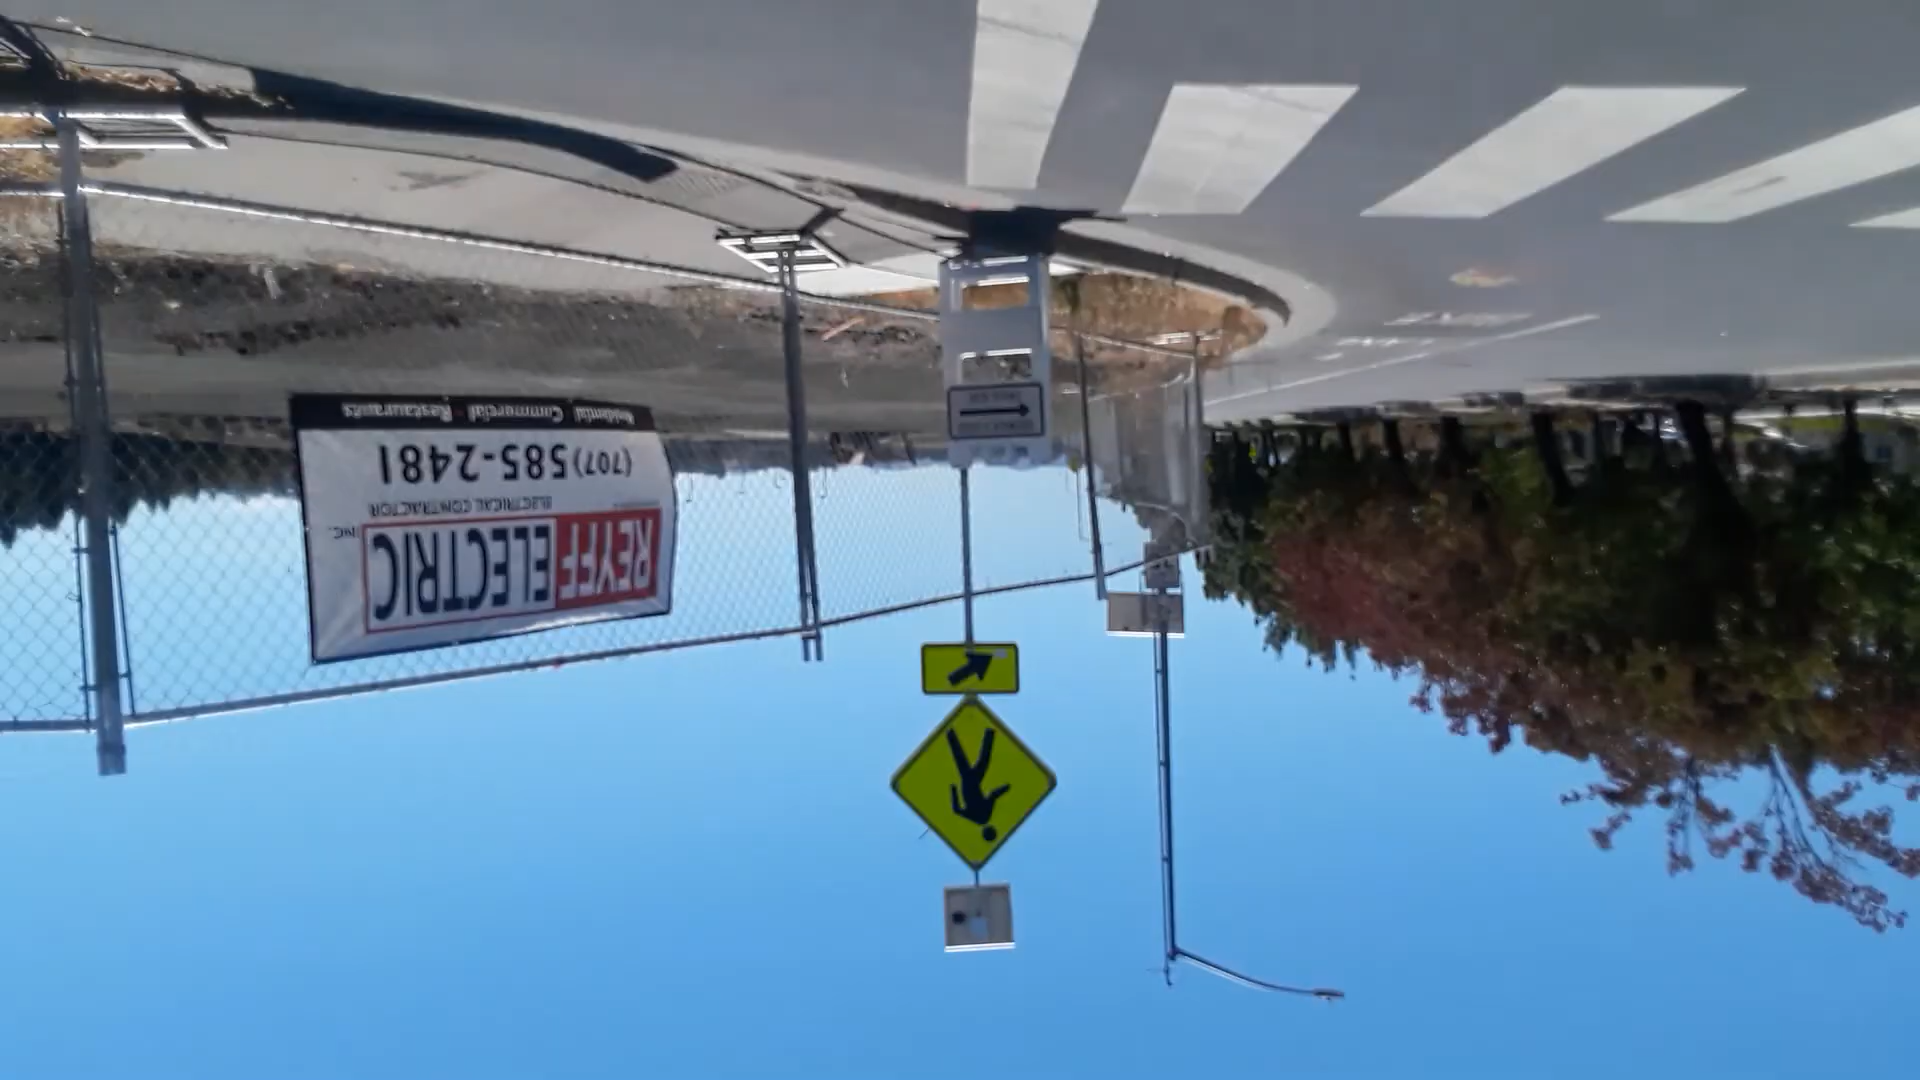 REYFF ELECTRIC INC.
ELECTRICAL CONTRACTOR
(707) 585-2481
Residential Commercial Restaurants